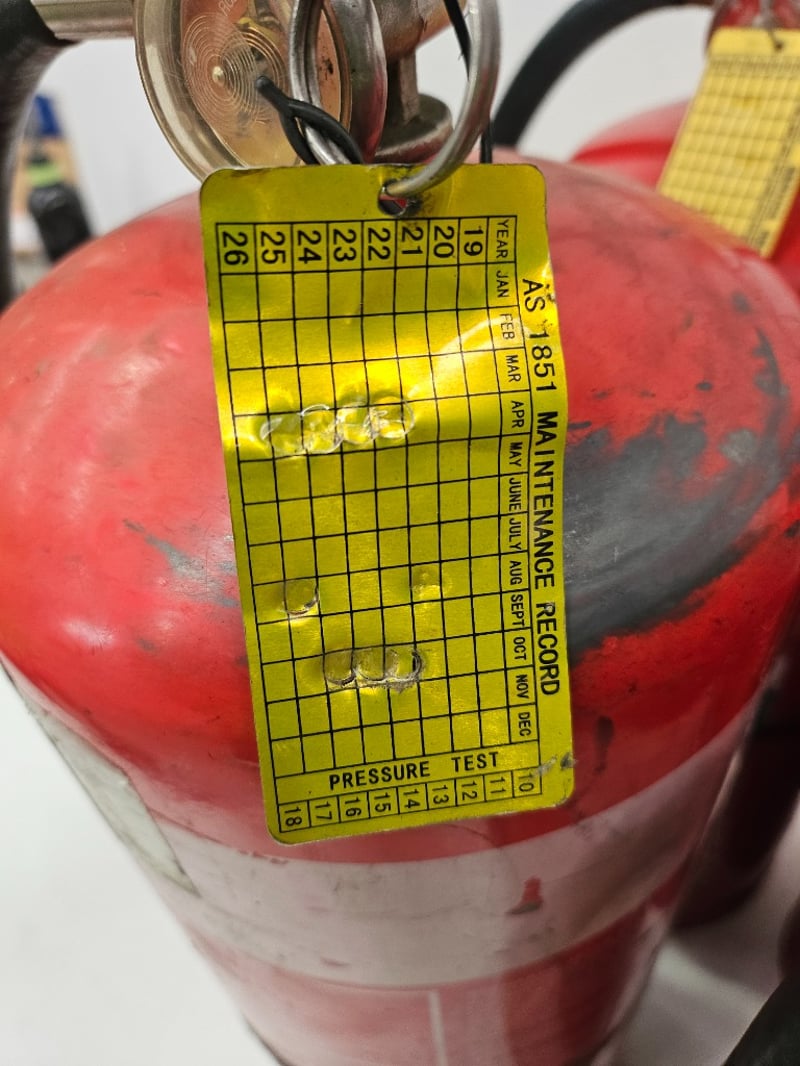 AS 1851 MAINTENANCE RECORD
YEAR JAN FEB MAR APR MAY JUNE JULY AUG SEPT OCT NOV DEC
19
20
21
22
23
24
25
26
PRESSURE TEST
10 11 12 13 14 15 16 17 18